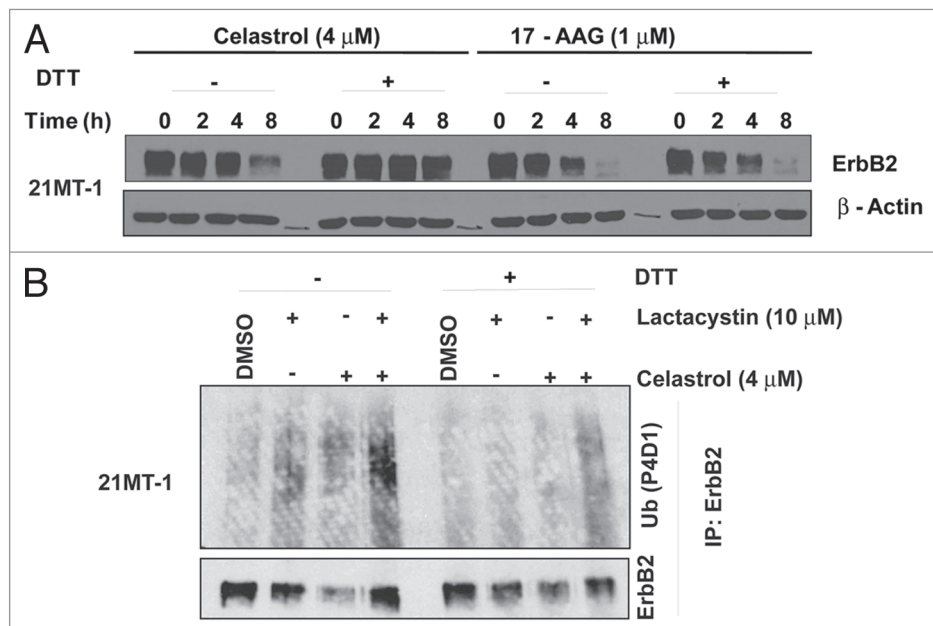 A
Celastrol (4 μM) 17 - AAG (1 μM)
DTT - + - +
Time (h) 0 2 4 8 0 2 4 8 0 2 4 8 0 2 4 8
ErbB2
21MT-1
β - Actin
B
- + DTT
DMSO + - + DMSO + - + Lactacystin (10 μM)
- + + - + + Celastrol (4 μM)
21MT-1
Ub (P4D1)
ErbB2
IP: ErbB2